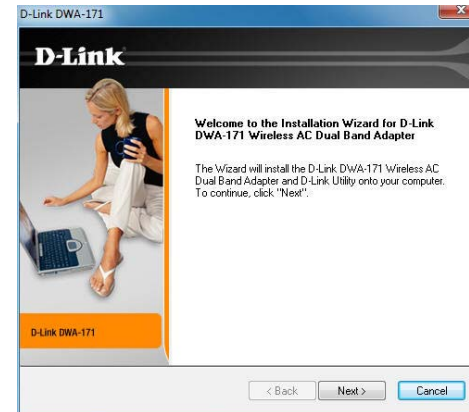 D-Link DWA-171
D-Link
Welcome to the Installation Wizard for D-Link
DWA-171 Wireless AC Dual Band Adapter
The Wizard will install the D-Link DWA-171 Wireless AC
Dual Band Adapter and D-Link Utility onto your computer.
To continue, click "Next".
D-Link DWA-171
< Back Next > Cancel